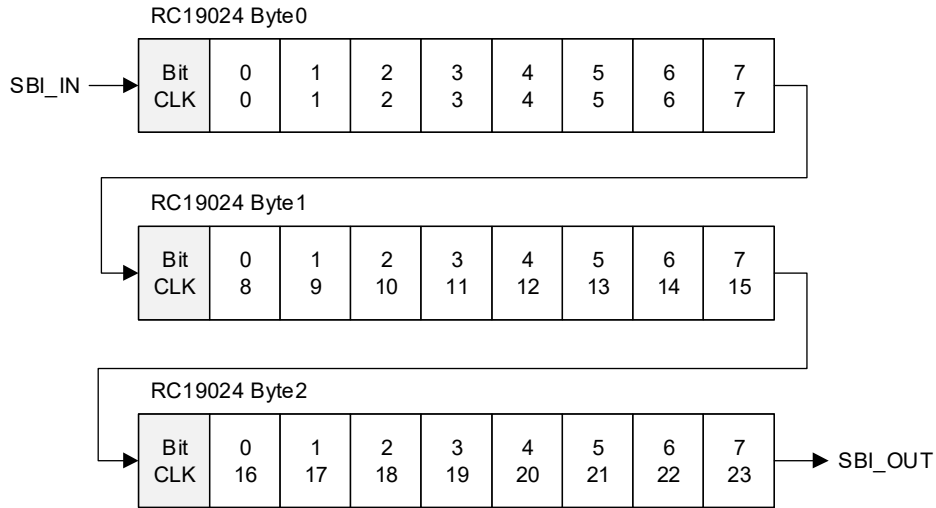 RC19024 Byte0
SBI_IN
Bit 0 1 2 3 4 5 6 7
CLK 0 1 2 3 4 5 6 7
RC19024 Byte1
Bit 0 1 2 3 4 5 6 7
CLK 8 9 10 11 12 13 14 15
RC19024 Byte2
Bit 0 1 2 3 4 5 6 7
CLK 16 17 18 19 20 21 22 23
SBI_OUT